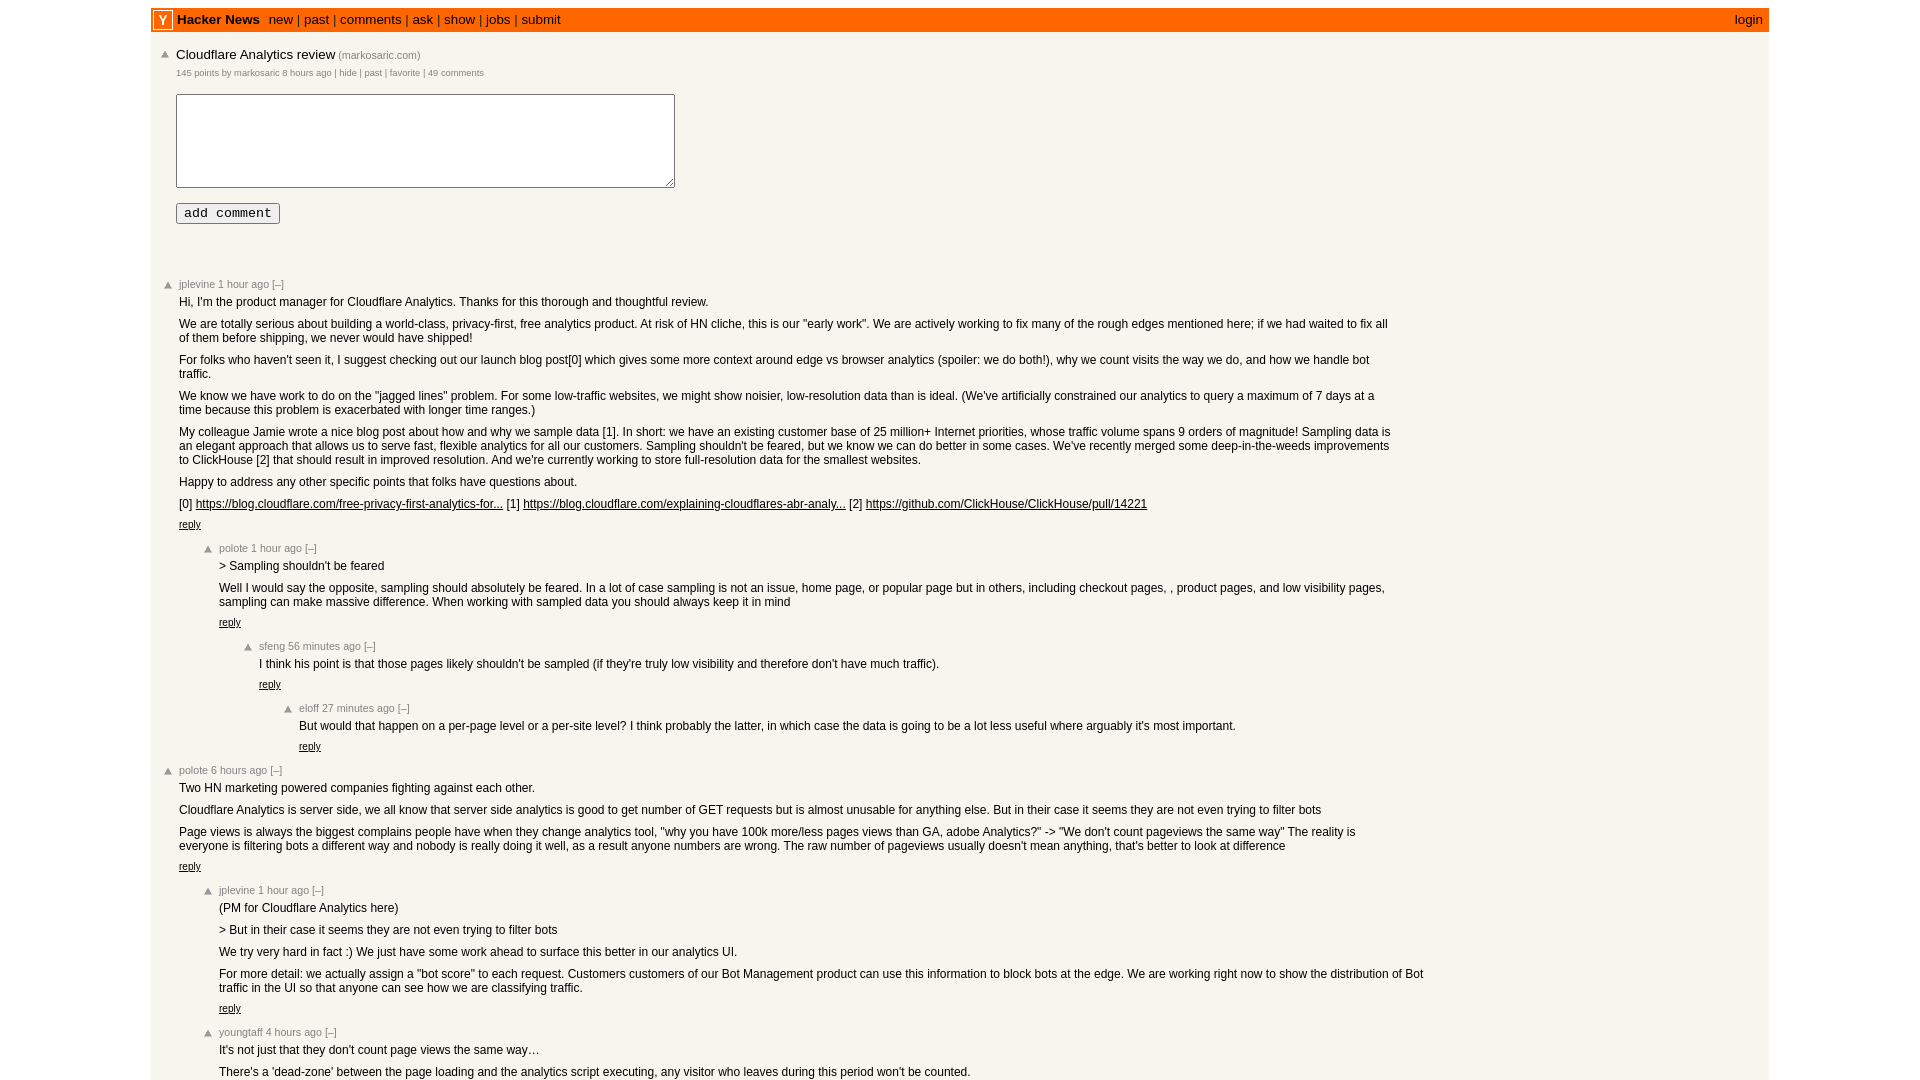 Y Hacker News new | past | comments | ask | show | jobs | submit login
Cloudflare Analytics review (markosaric.com)
145 points by markosaric 8 hours ago | hide | past | favorite | 49 comments
add comment
jplevine 1 hour ago [–]
Hi, I'm the product manager for Cloudflare Analytics. Thanks for this thorough and thoughtful review.
We are totally serious about building a world-class, privacy-first, free analytics product. At risk of HN cliche, this is our "early work". We are actively working to fix many of the rough edges mentioned here; if we had waited to fix all
of them before shipping, we never would have shipped!
For folks who haven't seen it, I suggest checking out our launch blog post[0] which gives some more context around edge vs browser analytics (spoiler: we do both!), why we count visits the way we do, and how we handle bot
traffic.
We know we have work to do on the "jagged lines" problem. For some low-traffic websites, we might show noisier, low-resolution data than is ideal. (We've artificially constrained our analytics to query a maximum of 7 days at a
time because this problem is exacerbated with longer time ranges.)
My colleague Jamie wrote a nice blog post about how and why we sample data [1]. In short: we have an existing customer base of 25 million+ Internet priorities, whose traffic volume spans 9 orders of magnitude! Sampling data is
an elegant approach that allows us to serve fast, flexible analytics for all our customers. Sampling shouldn't be feared, but we know we can do better in some cases. We've recently merged some deep-in-the-weeds improvements
to ClickHouse [2] that should result in improved resolution. And we're currently working to store full-resolution data for the smallest websites.
Happy to address any other specific points that folks have questions about.
[0] https://blog.cloudflare.com/free-privacy-first-analytics-for... [1] https://blog.cloudflare.com/explaining-cloudflares-abr-analy... [2] https://github.com/ClickHouse/ClickHouse/pull/14221
reply
polote 1 hour ago [–]
> Sampling shouldn't be feared
Well I would say the opposite, sampling should absolutely be feared. In a lot of case sampling is not an issue, home page, or popular page but in others, including checkout pages, , product pages, and low visibility pages,
sampling can make massive difference. When working with sampled data you should always keep it in mind
reply
sfeng 56 minutes ago [–]
I think his point is that those pages likely shouldn't be sampled (if they're truly low visibility and therefore don't have much traffic).
reply
eloff 27 minutes ago [–]
But would that happen on a per-page level or a per-site level? I think probably the latter, in which case the data is going to be a lot less useful where arguably it's most important.
reply
polote 6 hours ago [–]
Two HN marketing powered companies fighting against each other.
Cloudflare Analytics is server side, we all know that server side analytics is good to get number of GET requests but is almost unusable for anything else. But in their case it seems they are not even trying to filter bots
Page views is always the biggest complains people have when they change analytics tool, "why you have 100k more/less pages views than GA, adobe Analytics?" -> "We don't count pageviews the same way" The reality is
everyone is filtering bots a different way and nobody is really doing it well, as a result anyone numbers are wrong. The raw number of pageviews usually doesn't mean anything, that's better to look at difference
reply
jplevine 1 hour ago [–]
(PM for Cloudflare Analytics here)
> But in their case it seems they are not even trying to filter bots
We try very hard in fact :) We just have some work ahead to surface this better in our analytics UI.
For more detail: we actually assign a "bot score" to each request. Customers customers of our Bot Management product can use this information to block bots at the edge. We are working right now to show the distribution of Bot
traffic in the UI so that anyone can see how we are classifying traffic.
reply
youngtaff 4 hours ago [–]
It's not just that they don't count page views the same way…
There's a 'dead-zone' between the page loading and the analytics script executing, any visitor who leaves during this period won't be counted.